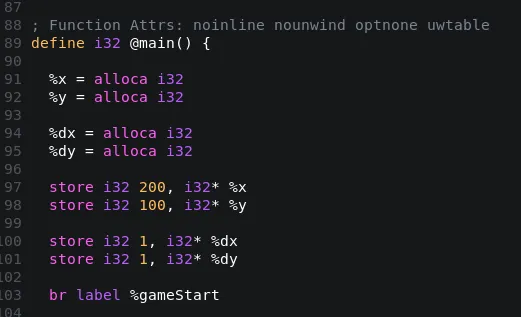 87
88 ; Function Attrs: noinline nounwind optnone uwtable
89 define i32 @main() {
90
91 %x = alloca i32
92 %y = alloca i32
93
94 %dx = alloca i32
95 %dy = alloca i32
96
97 store i32 200, i32* %x
98 store i32 100, i32* %y
99
100 store i32 1, i32* %dx
101 store i32 1, i32* %dy
102
103 br label %gameStart
104